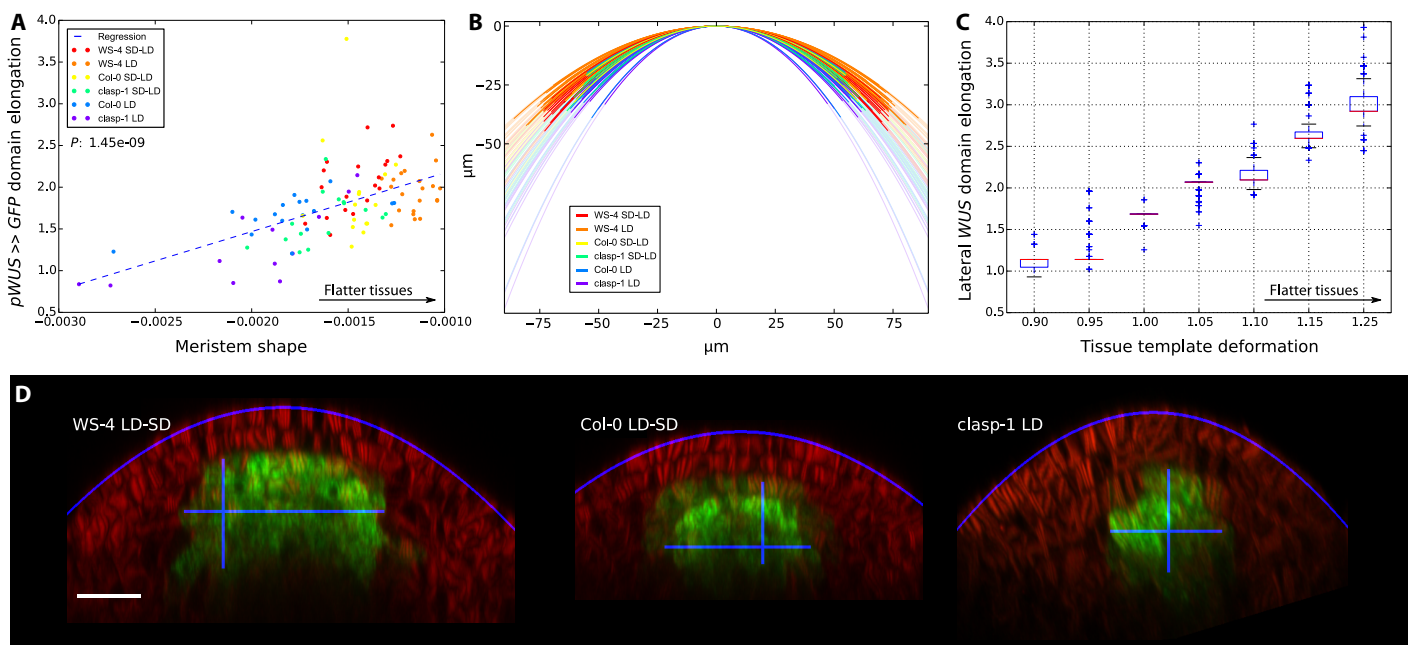 A
pWUS >> GFP domain elongation
4.0
3.5
3.0
2.5
2.0
1.5
1.0
0.5
Regression
WS-4 SD-LD
WS-4 LD
Col-0 SD-LD
clasp-1 SD-LD
Col-0 LD
clasp-1 LD
P: 1.45e-09
Flatter tissues
−0.0030
−0.0025
−0.0020
−0.0015
−0.0010
Meristem shape
B
μm
0
−25
−50
WS-4 SD-LD
WS-4 LD
Col-0 SD-LD
clasp-1 SD-LD
Col-0 LD
clasp-1 LD
−75
−50
−25
0
25
50
75
μm
C
Lateral WUS domain elongation
4.0
3.5
3.0
2.5
2.0
1.5
1.0
0.5
Flatter tissues
0.90
0.95
1.00
1.05
1.10
1.15
1.25
Tissue template deformation
D
WS-4 LD-SD
Col-0 LD-SD
clasp-1 LD